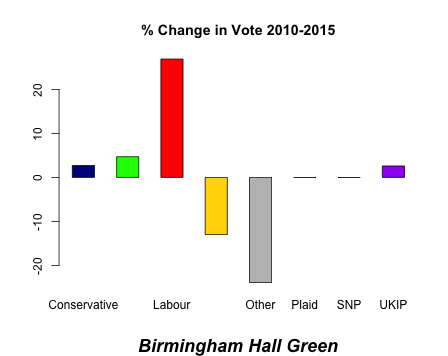 % Change in Vote 2010-2015
20
10
0
-10
-20
Conservative Labour Other Plaid SNP UKIP
Birmingham Hall Green